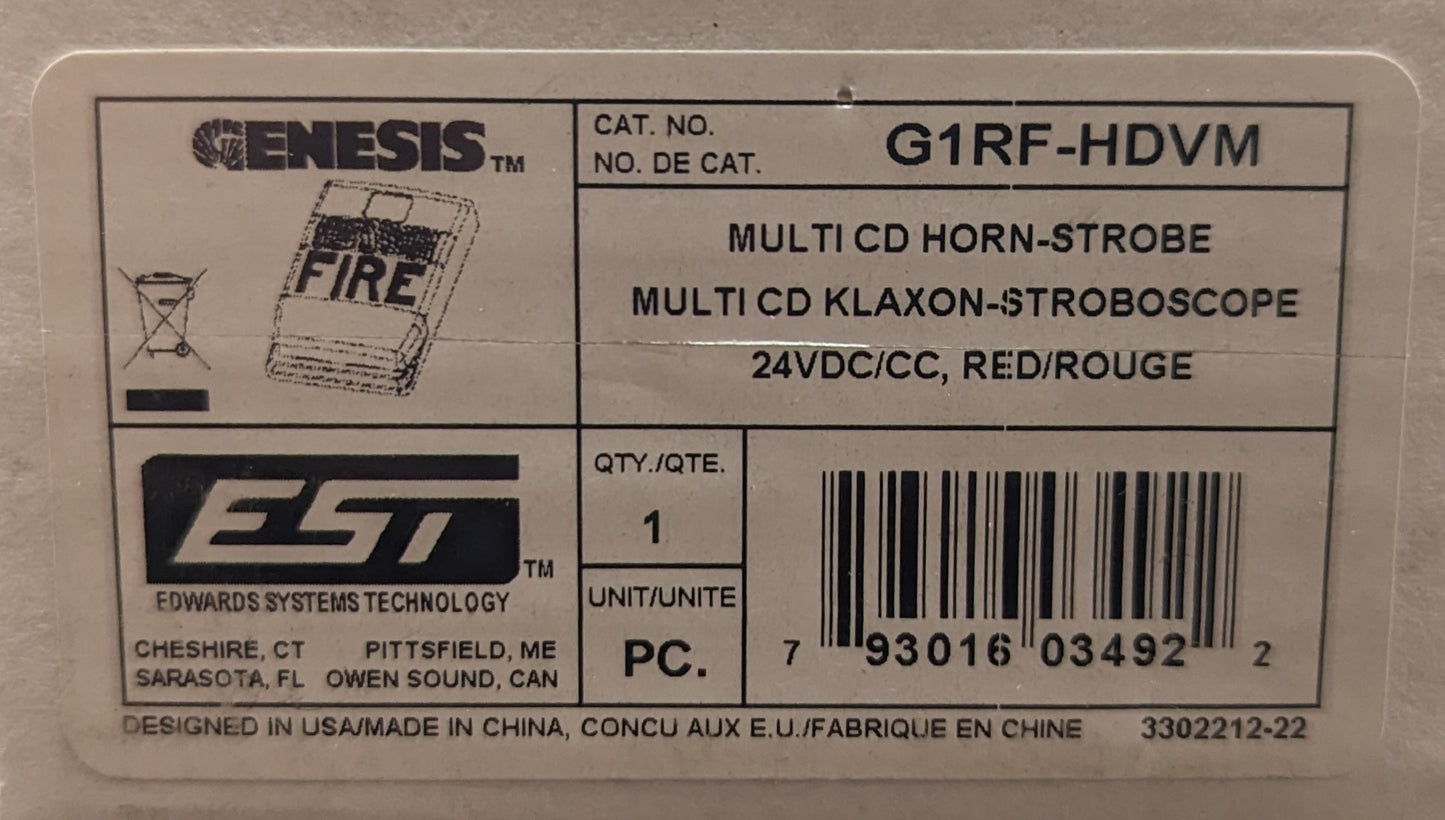 GENESIS™
FIRE
CAT. NO.
NO. DE CAT.
G1RF-HDVM
MULTI CD HORN-STROBE
MULTI CD KLAXON-STROBOSCOPE
24VDC/CC, RED/ROUGE
EST™
EDWARDS SYSTEMS TECHNOLOGY
CHESHIRE, CT PITTSFIELD, ME
SARASOTA, FL OWEN SOUND, CAN
QTY./QTE.
1
UNIT/UNITE
PC.
7 93016 03492 2
DESIGNED IN USA/MADE IN CHINA, CONCU AUX E.U./FABRIQUE EN CHINE 3302212-22